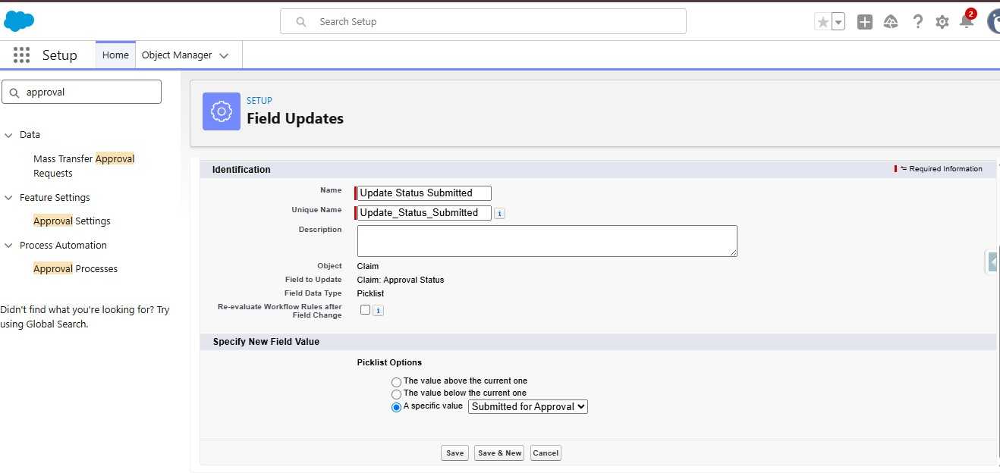 Search Setup
2
Setup
Home
Object Manager
approval
Data
Mass Transfer Approval
Requests
Feature Settings
Approval Settings
Process Automation
Approval Processes
Didn't find what you're looking for? Try
using Global Search.
SETUP
Field Updates
Identification
*= Required Information
Name
Update Status Submitted
Unique Name
Update_Status_Submitted
i
Description
Object
Claim
Field to Update
Claim: Approval Status
Field Data Type
Picklist
Re-evaluate Workflow Rules after
Field Change
i
Specify New Field Value
Picklist Options
The value above the current one
The value below the current one
A specific value
Submitted for Approval
Save
Save & New
Cancel